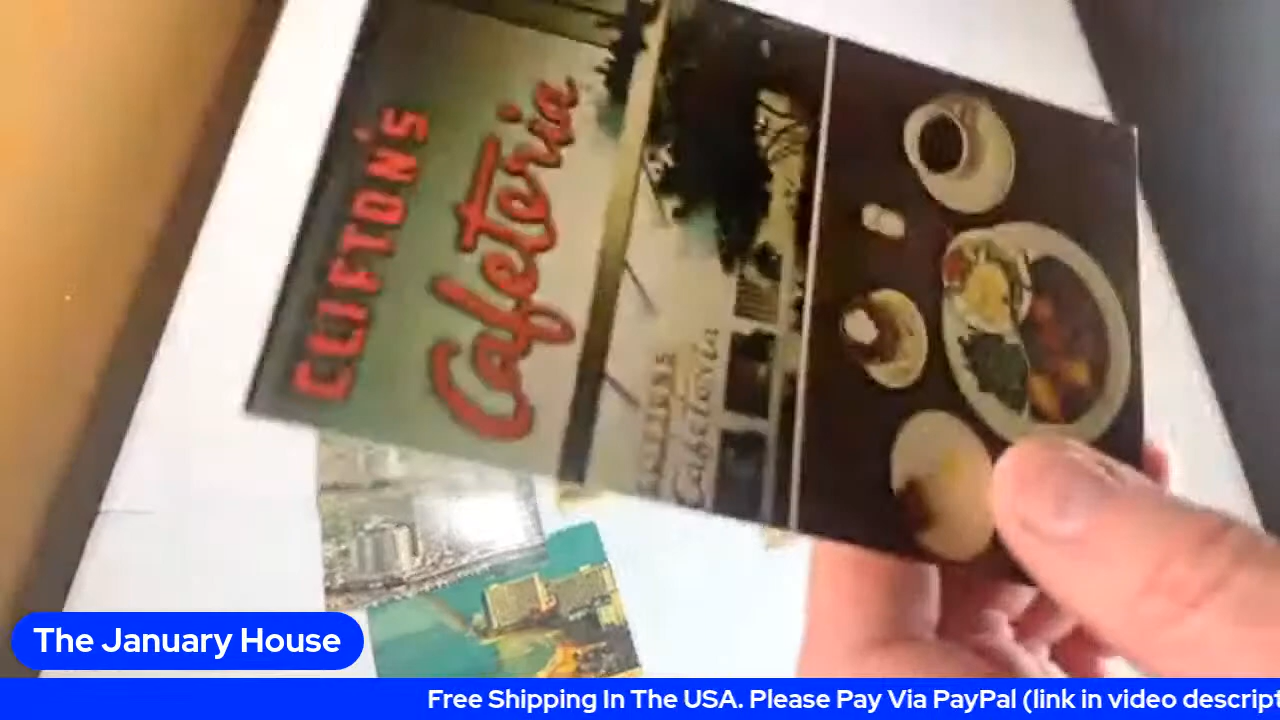 CLIFTON'S
Cafeteria
CLIFTONS
Cafeteria
The January House
Free Shipping In The USA. Please Pay Via PayPal (link in video descript